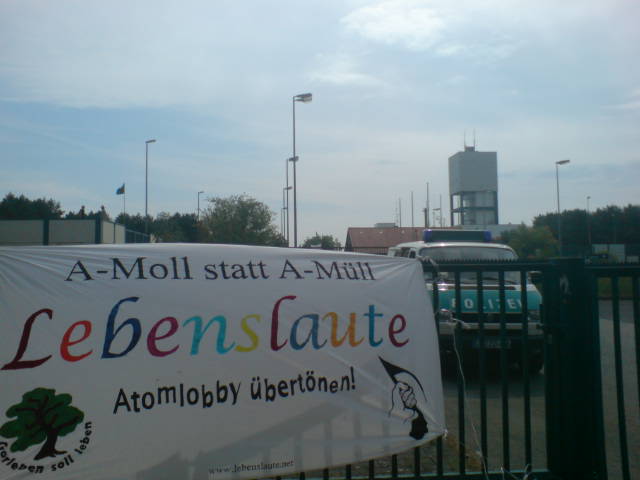 A-Moll statt A-Müll
Lebenslaute
Atomlobby übertönen!
Gorleben soll leben
www.lebenslaute.net
POLIZEI